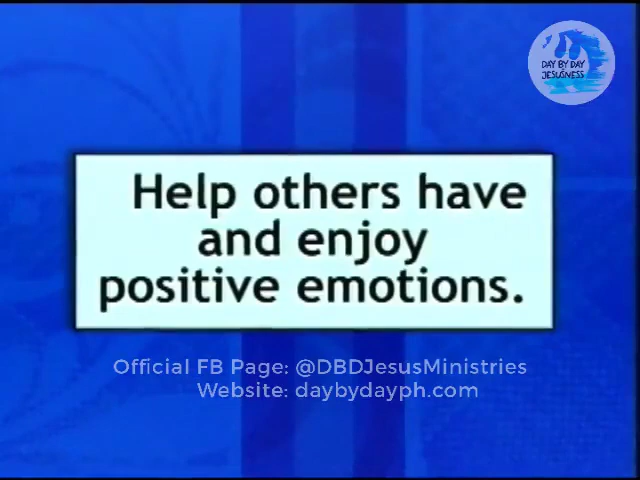 DAY BY DAY
JESUSNESS
Help others have
and enjoy
positive emotions.
Official FB Page: @DBDJesusMinistries
Website: daybydayph.com